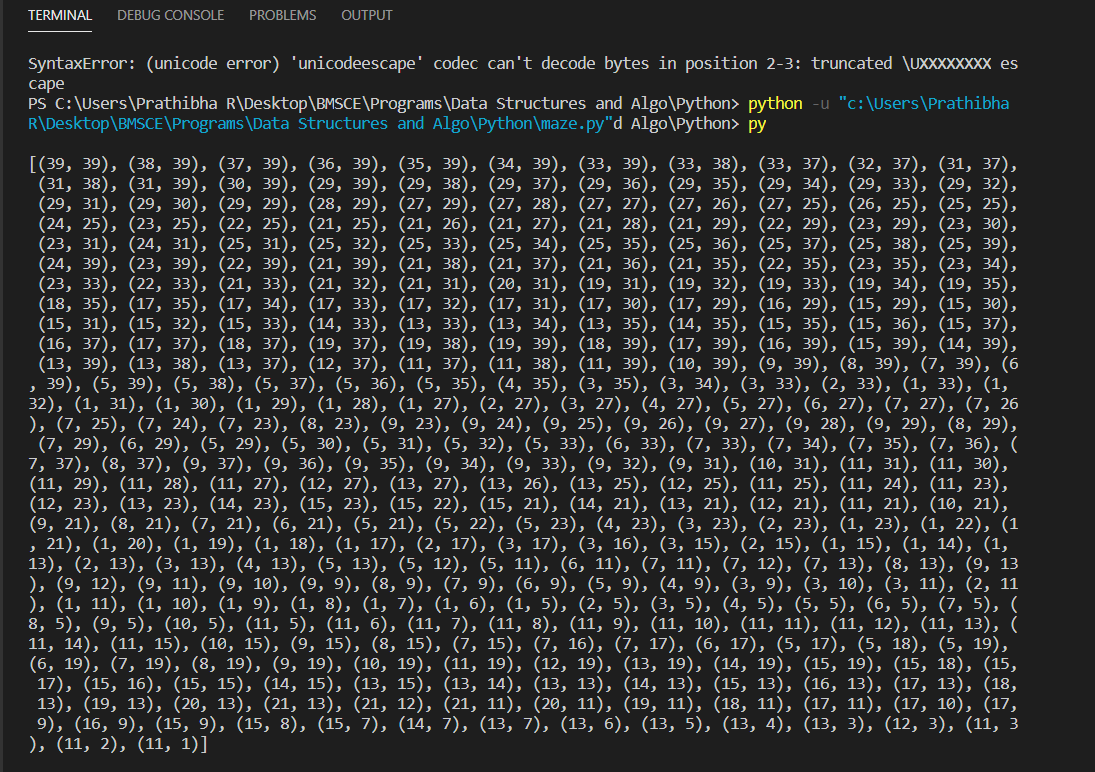 TERMINAL DEBUG CONSOLE PROBLEMS OUTPUT
SyntaxError: (unicode error) 'unicodeescape' codec can't decode bytes in position 2-3: truncated \UXXXXXXXX es
cape
PS C:\Users\Prathibha R\Desktop\BMSCE\Programs\Data Structures and Algo\Python> python -u "c:\Users\Prathibha
R\Desktop\BMSCE\Programs\Data Structures and Algo\Python\maze.py"d Algo\Python> py
[(39, 39), (38, 39), (37, 39), (36, 39), (35, 39), (34, 39), (33, 39), (33, 38), (33, 37), (32, 37), (31, 37),
(31, 38), (31, 39), (30, 39), (29, 39), (29, 38), (29, 37), (29, 36), (29, 35), (29, 34), (29, 33), (29, 32),
(29, 31), (29, 30), (29, 29), (28, 29), (27, 29), (27, 28), (27, 27), (27, 26), (27, 25), (26, 25), (25, 25),
(24, 25), (23, 25), (22, 25), (21, 25), (21, 26), (21, 27), (21, 28), (21, 29), (22, 29), (23, 29), (23, 30),
(23, 31), (24, 31), (25, 31), (25, 32), (25, 33), (25, 34), (25, 35), (25, 36), (25, 37), (25, 38), (25, 39),
(24, 39), (23, 39), (22, 39), (21, 39), (21, 38), (21, 37), (21, 36), (21, 35), (22, 35), (23, 35), (23, 34),
(23, 33), (22, 33), (21, 33), (21, 32), (21, 31), (20, 31), (19, 31), (19, 32), (19, 33), (19, 34), (19, 35),
(18, 35), (17, 35), (17, 34), (17, 33), (17, 32), (17, 31), (17, 30), (17, 29), (16, 29), (15, 29), (15, 30),
(15, 31), (15, 32), (15, 33), (14, 33), (13, 33), (13, 34), (13, 35), (14, 35), (15, 35), (15, 36), (15, 37),
(16, 37), (17, 37), (18, 37), (19, 37), (19, 38), (19, 39), (18, 39), (17, 39), (16, 39), (15, 39), (14, 39),
(13, 39), (13, 38), (13, 37), (12, 37), (11, 37), (11, 38), (11, 39), (10, 39), (9, 39), (8, 39), (7, 39), (6
, 39), (5, 39), (5, 38), (5, 37), (5, 36), (5, 35), (4, 35), (3, 35), (3, 34), (3, 33), (2, 33), (1, 33), (1,
32), (1, 31), (1, 30), (1, 29), (1, 28), (1, 27), (2, 27), (3, 27), (4, 27), (5, 27), (6, 27), (7, 27), (7, 26
), (7, 25), (7, 24), (7, 23), (8, 23), (9, 23), (9, 24), (9, 25), (9, 26), (9, 27), (9, 28), (9, 29), (8, 29),
(7, 29), (6, 29), (5, 29), (5, 30), (5, 31), (5, 32), (5, 33), (6, 33), (7, 33), (7, 34), (7, 35), (7, 36), (
7, 37), (8, 37), (9, 37), (9, 36), (9, 35), (9, 34), (9, 33), (9, 32), (9, 31), (10, 31), (11, 31), (11, 30),
(11, 29), (11, 28), (11, 27), (12, 27), (13, 27), (13, 26), (13, 25), (12, 25), (11, 25), (11, 24), (11, 23),
(12, 23), (13, 23), (14, 23), (15, 23), (15, 22), (15, 21), (14, 21), (13, 21), (12, 21), (11, 21), (10, 21),
(9, 21), (8, 21), (7, 21), (6, 21), (5, 21), (5, 22), (5, 23), (4, 23), (3, 23), (2, 23), (1, 23), (1, 22), (1
, 21), (1, 20), (1, 19), (1, 18), (1, 17), (2, 17), (3, 17), (3, 16), (3, 15), (2, 15), (1, 15), (1, 14), (1,
13), (2, 13), (3, 13), (4, 13), (5, 13), (5, 12), (5, 11), (6, 11), (7, 11), (7, 12), (7, 13), (8, 13), (9, 13
), (9, 12), (9, 11), (9, 10), (9, 9), (8, 9), (7, 9), (6, 9), (5, 9), (4, 9), (3, 9), (3, 10), (3, 11), (2, 11
), (1, 11), (1, 10), (1, 9), (1, 8), (1, 7), (1, 6), (1, 5), (2, 5), (3, 5), (4, 5), (5, 5), (6, 5), (7, 5), (
8, 5), (9, 5), (10, 5), (11, 5), (11, 6), (11, 7), (11, 8), (11, 9), (11, 10), (11, 11), (11, 12), (11, 13), (
11, 14), (11, 15), (10, 15), (9, 15), (8, 15), (7, 15), (7, 16), (7, 17), (6, 17), (5, 17), (5, 18), (5, 19),
(6, 19), (7, 19), (8, 19), (9, 19), (10, 19), (11, 19), (12, 19), (13, 19), (14, 19), (15, 19), (15, 18), (15,
17), (15, 16), (15, 15), (14, 15), (13, 15), (13, 14), (13, 13), (14, 13), (15, 13), (16, 13), (17, 13), (18,
13), (19, 13), (20, 13), (21, 13), (21, 12), (21, 11), (20, 11), (19, 11), (18, 11), (17, 11), (17, 10), (17,
9), (16, 9), (15, 9), (15, 8), (15, 7), (14, 7), (13, 7), (13, 6), (13, 5), (13, 4), (13, 3), (12, 3), (11, 3
), (11, 2), (11, 1)]